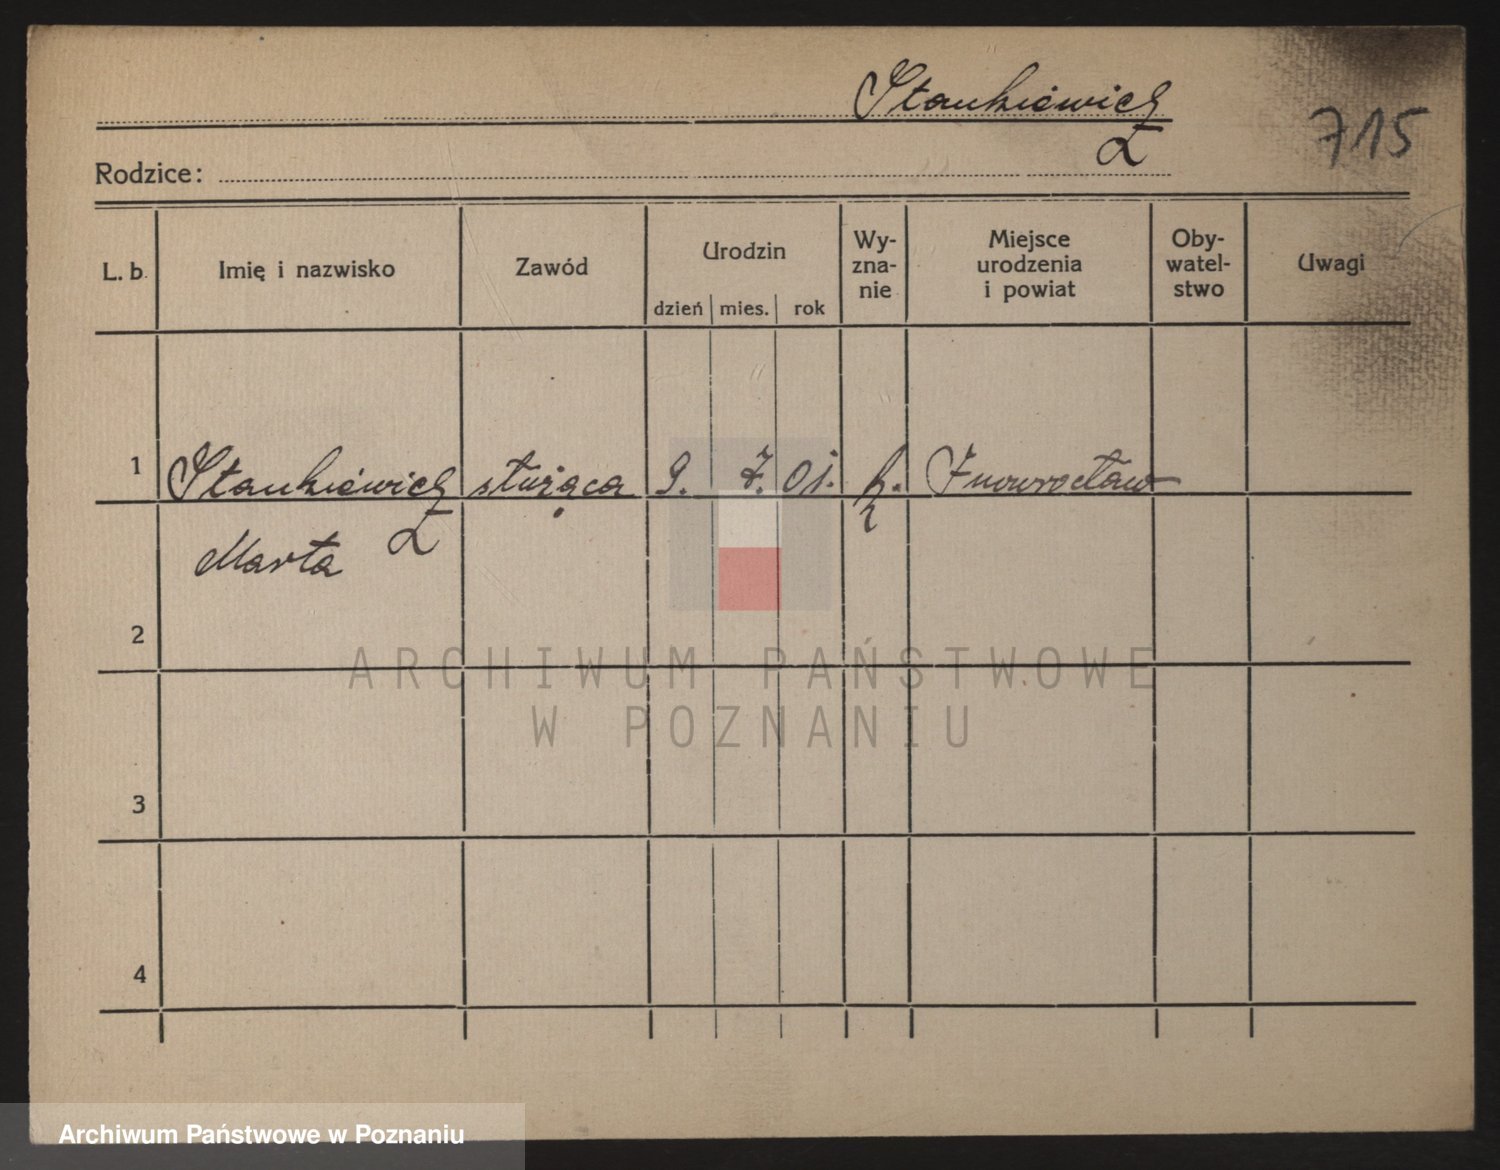 Stankiewicz
715
Rodzice:
L. b. Imię i nazwisko Zawód Urodzin Wy-zna-nie Miejsce urodzenia i powiat Oby-watel-stwo Uwagi
dzień mies. rok
1 Stankiewicz służąca 9. 7. 01. k. Inowrocław
Marta
2
3
4
ARCHIWUM PAŃSTWOWE
W POZNANIU
Archiwum Państwowe w Poznaniu